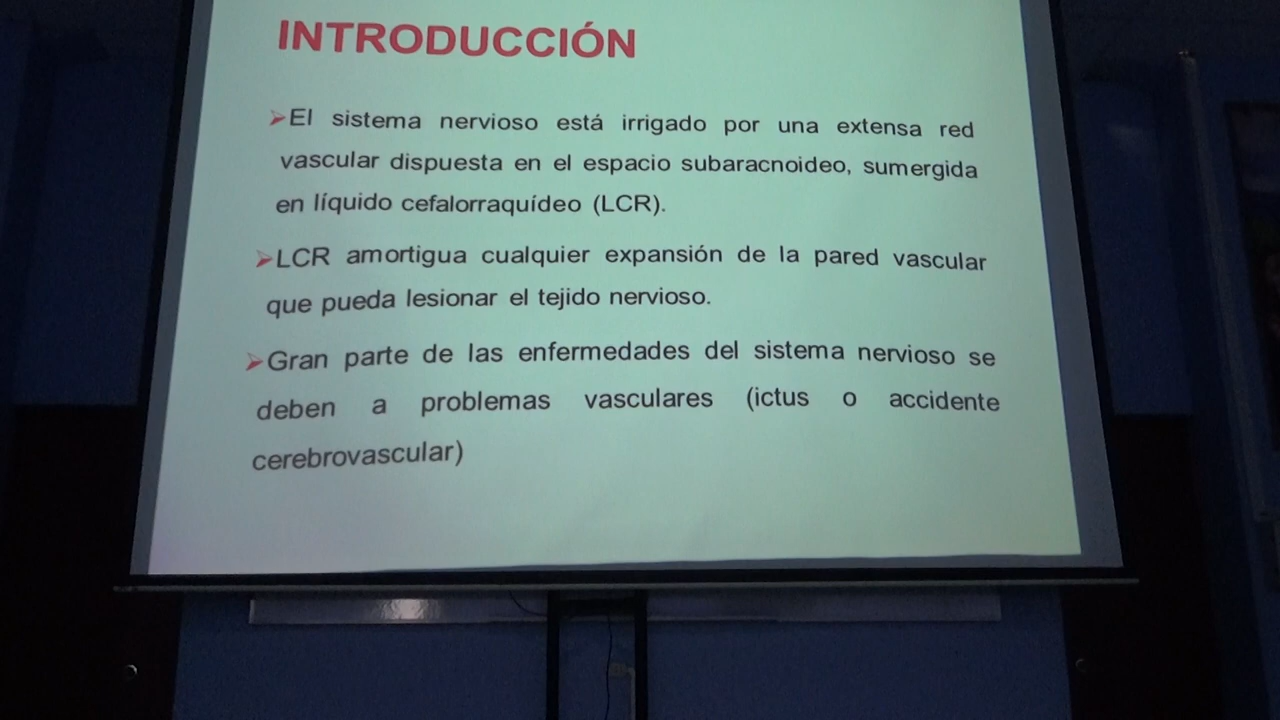 INTRODUCCIÓN
➢El sistema nervioso está irrigado por una extensa red
vascular dispuesta en el espacio subaracnoideo, sumergida
en líquido cefalorraquídeo (LCR).
➢LCR amortigua cualquier expansión de la pared vascular
que pueda lesionar el tejido nervioso.
➢Gran parte de las enfermedades del sistema nervioso se
deben a problemas vasculares (ictus o accidente
cerebrovascular)